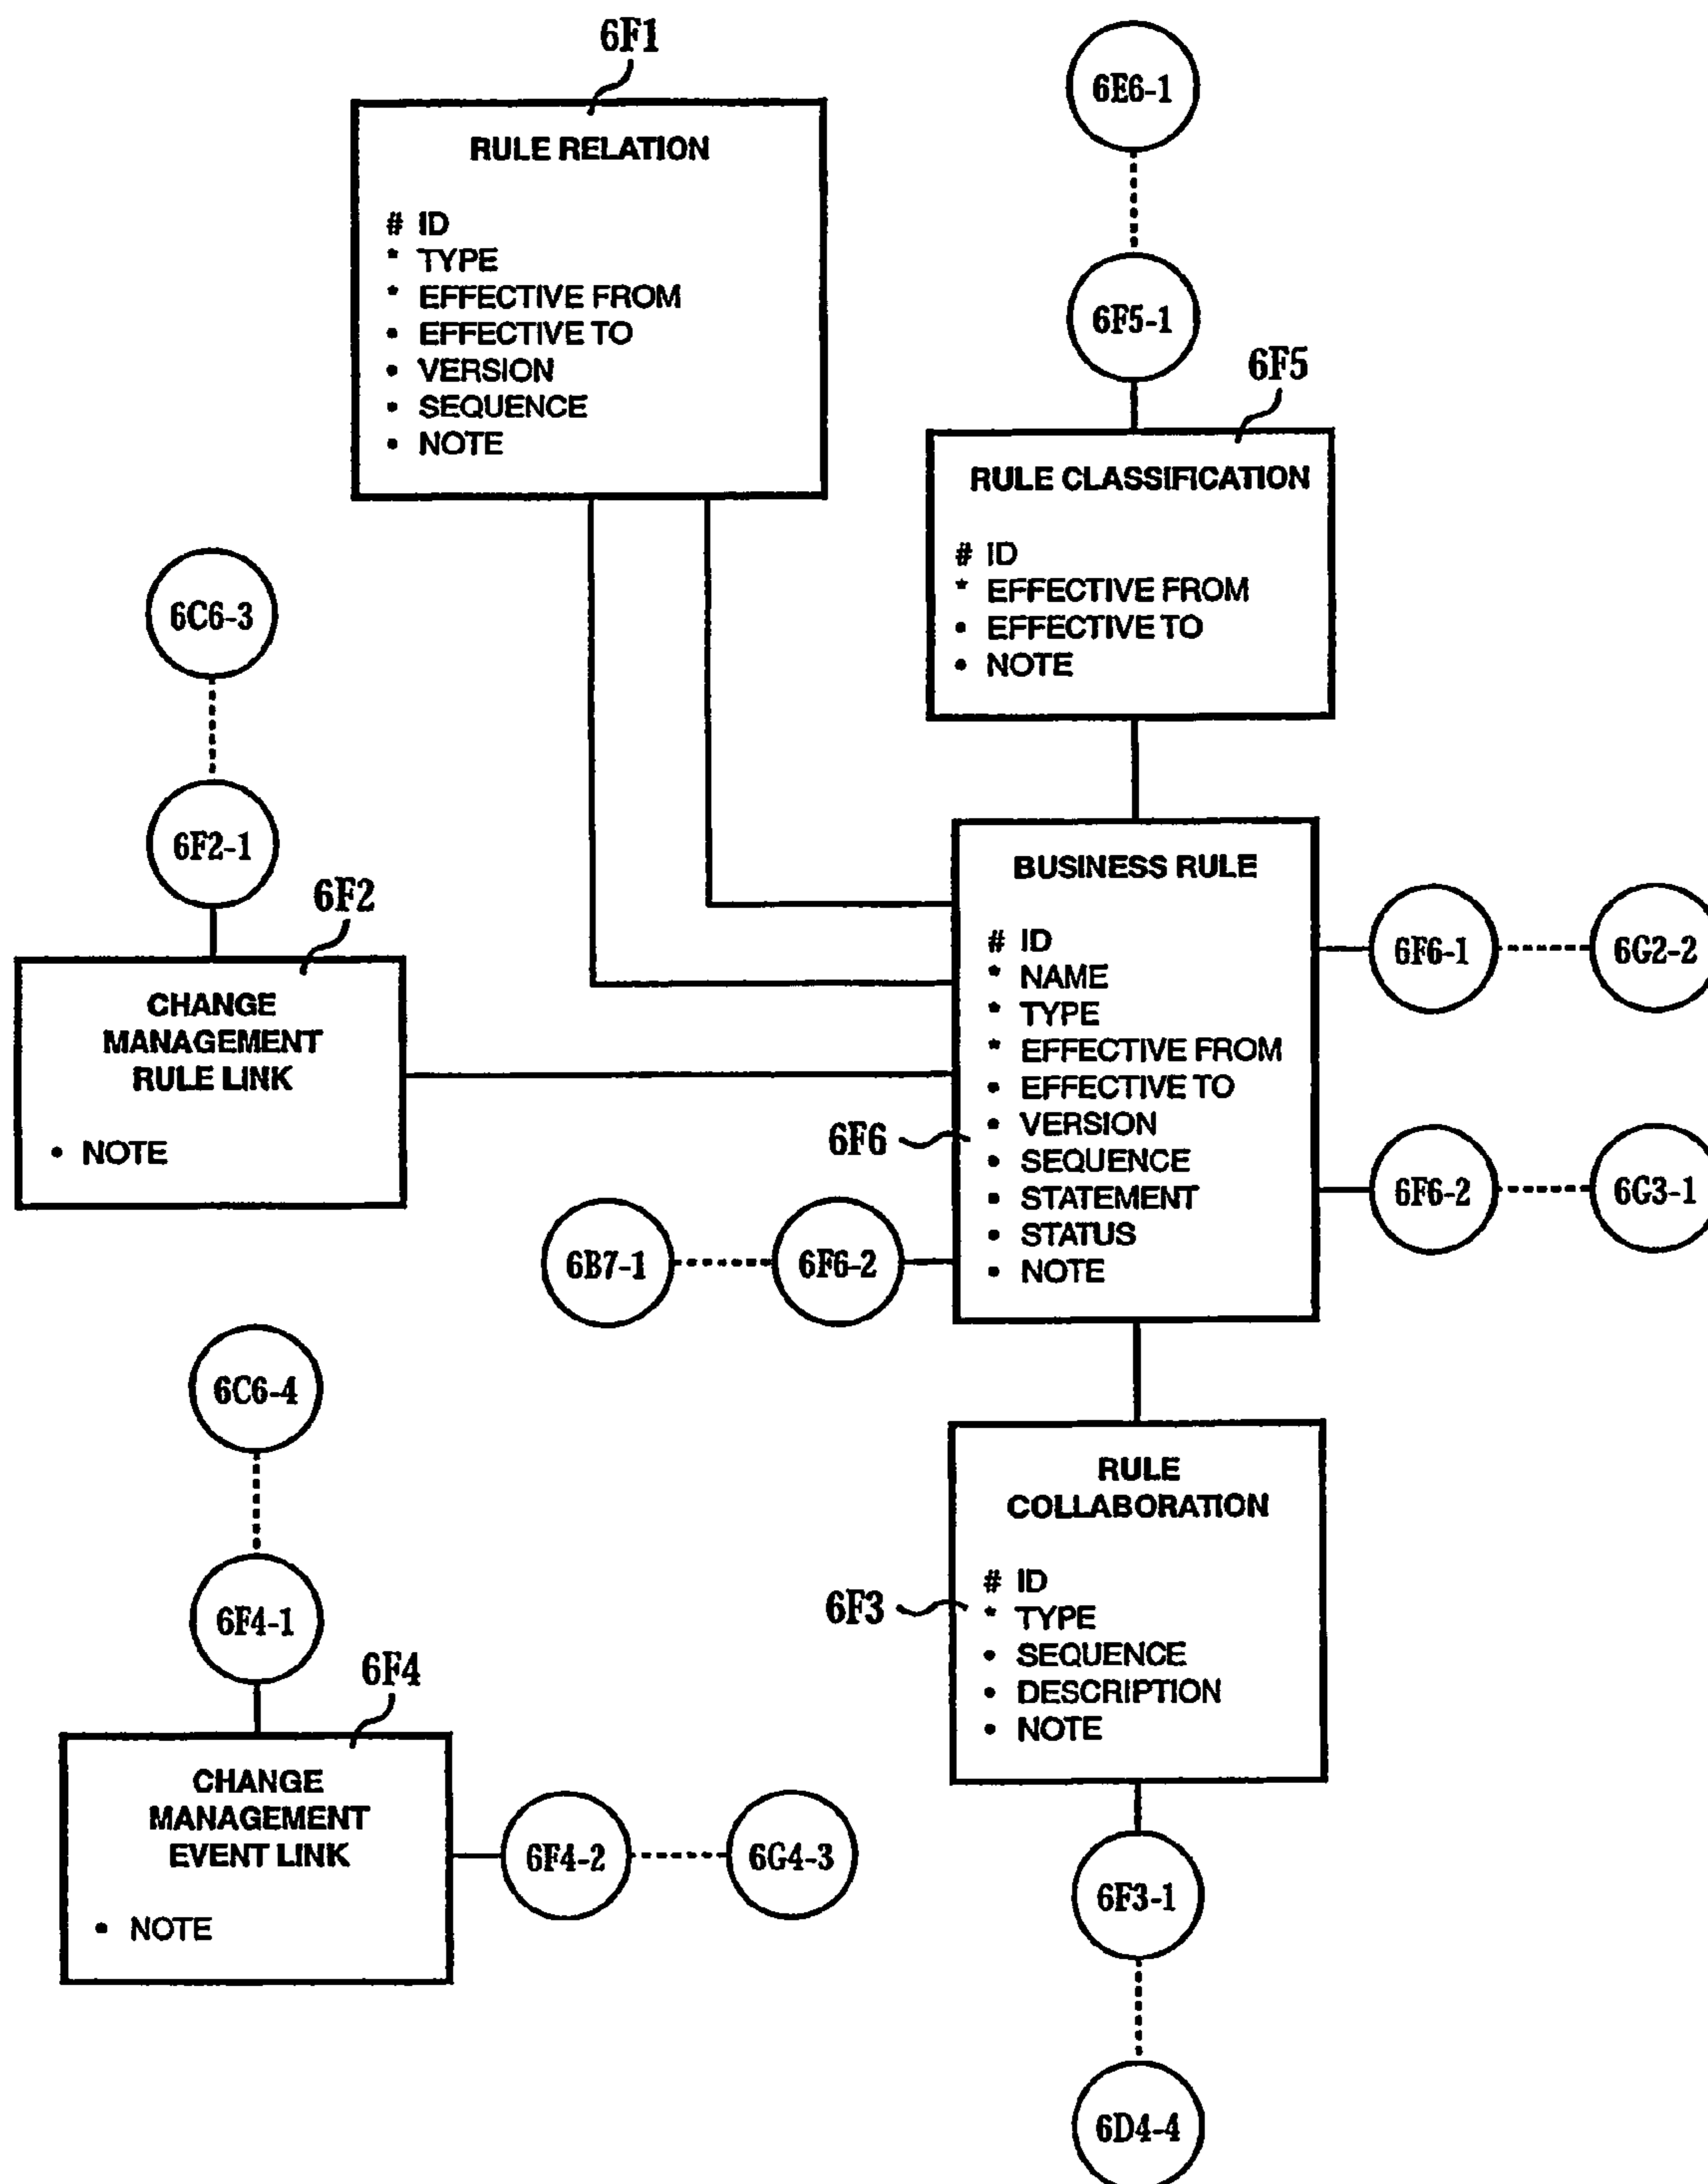 6F1
RULE RELATION
# ID
* TYPE
* EFFECTIVE FROM
• EFFECTIVE TO
• VERSION
• SEQUENCE
• NOTE
6E6-1
6F5-1
6F5
RULE CLASSIFICATION
# ID
* EFFECTIVE FROM
• EFFECTIVE TO
• NOTE
6C6-3
6F2-1
6F2
CHANGE
MANAGEMENT
RULE LINK
• NOTE
BUSINESS RULE
# ID
* NAME
* TYPE
* EFFECTIVE FROM
• EFFECTIVE TO
• VERSION
• SEQUENCE
• STATEMENT
• STATUS
• NOTE
6F6
6F6-1
6G2-2
6F6-2
6G3-1
6B7-1
6F6-2
6C6-4
6F4-1
6F4
CHANGE
MANAGEMENT
EVENT LINK
• NOTE
6F4-2
6G4-3
RULE
COLLABORATION
# ID
* TYPE
• SEQUENCE
• DESCRIPTION
• NOTE
6F3
6F3-1
6D4-4